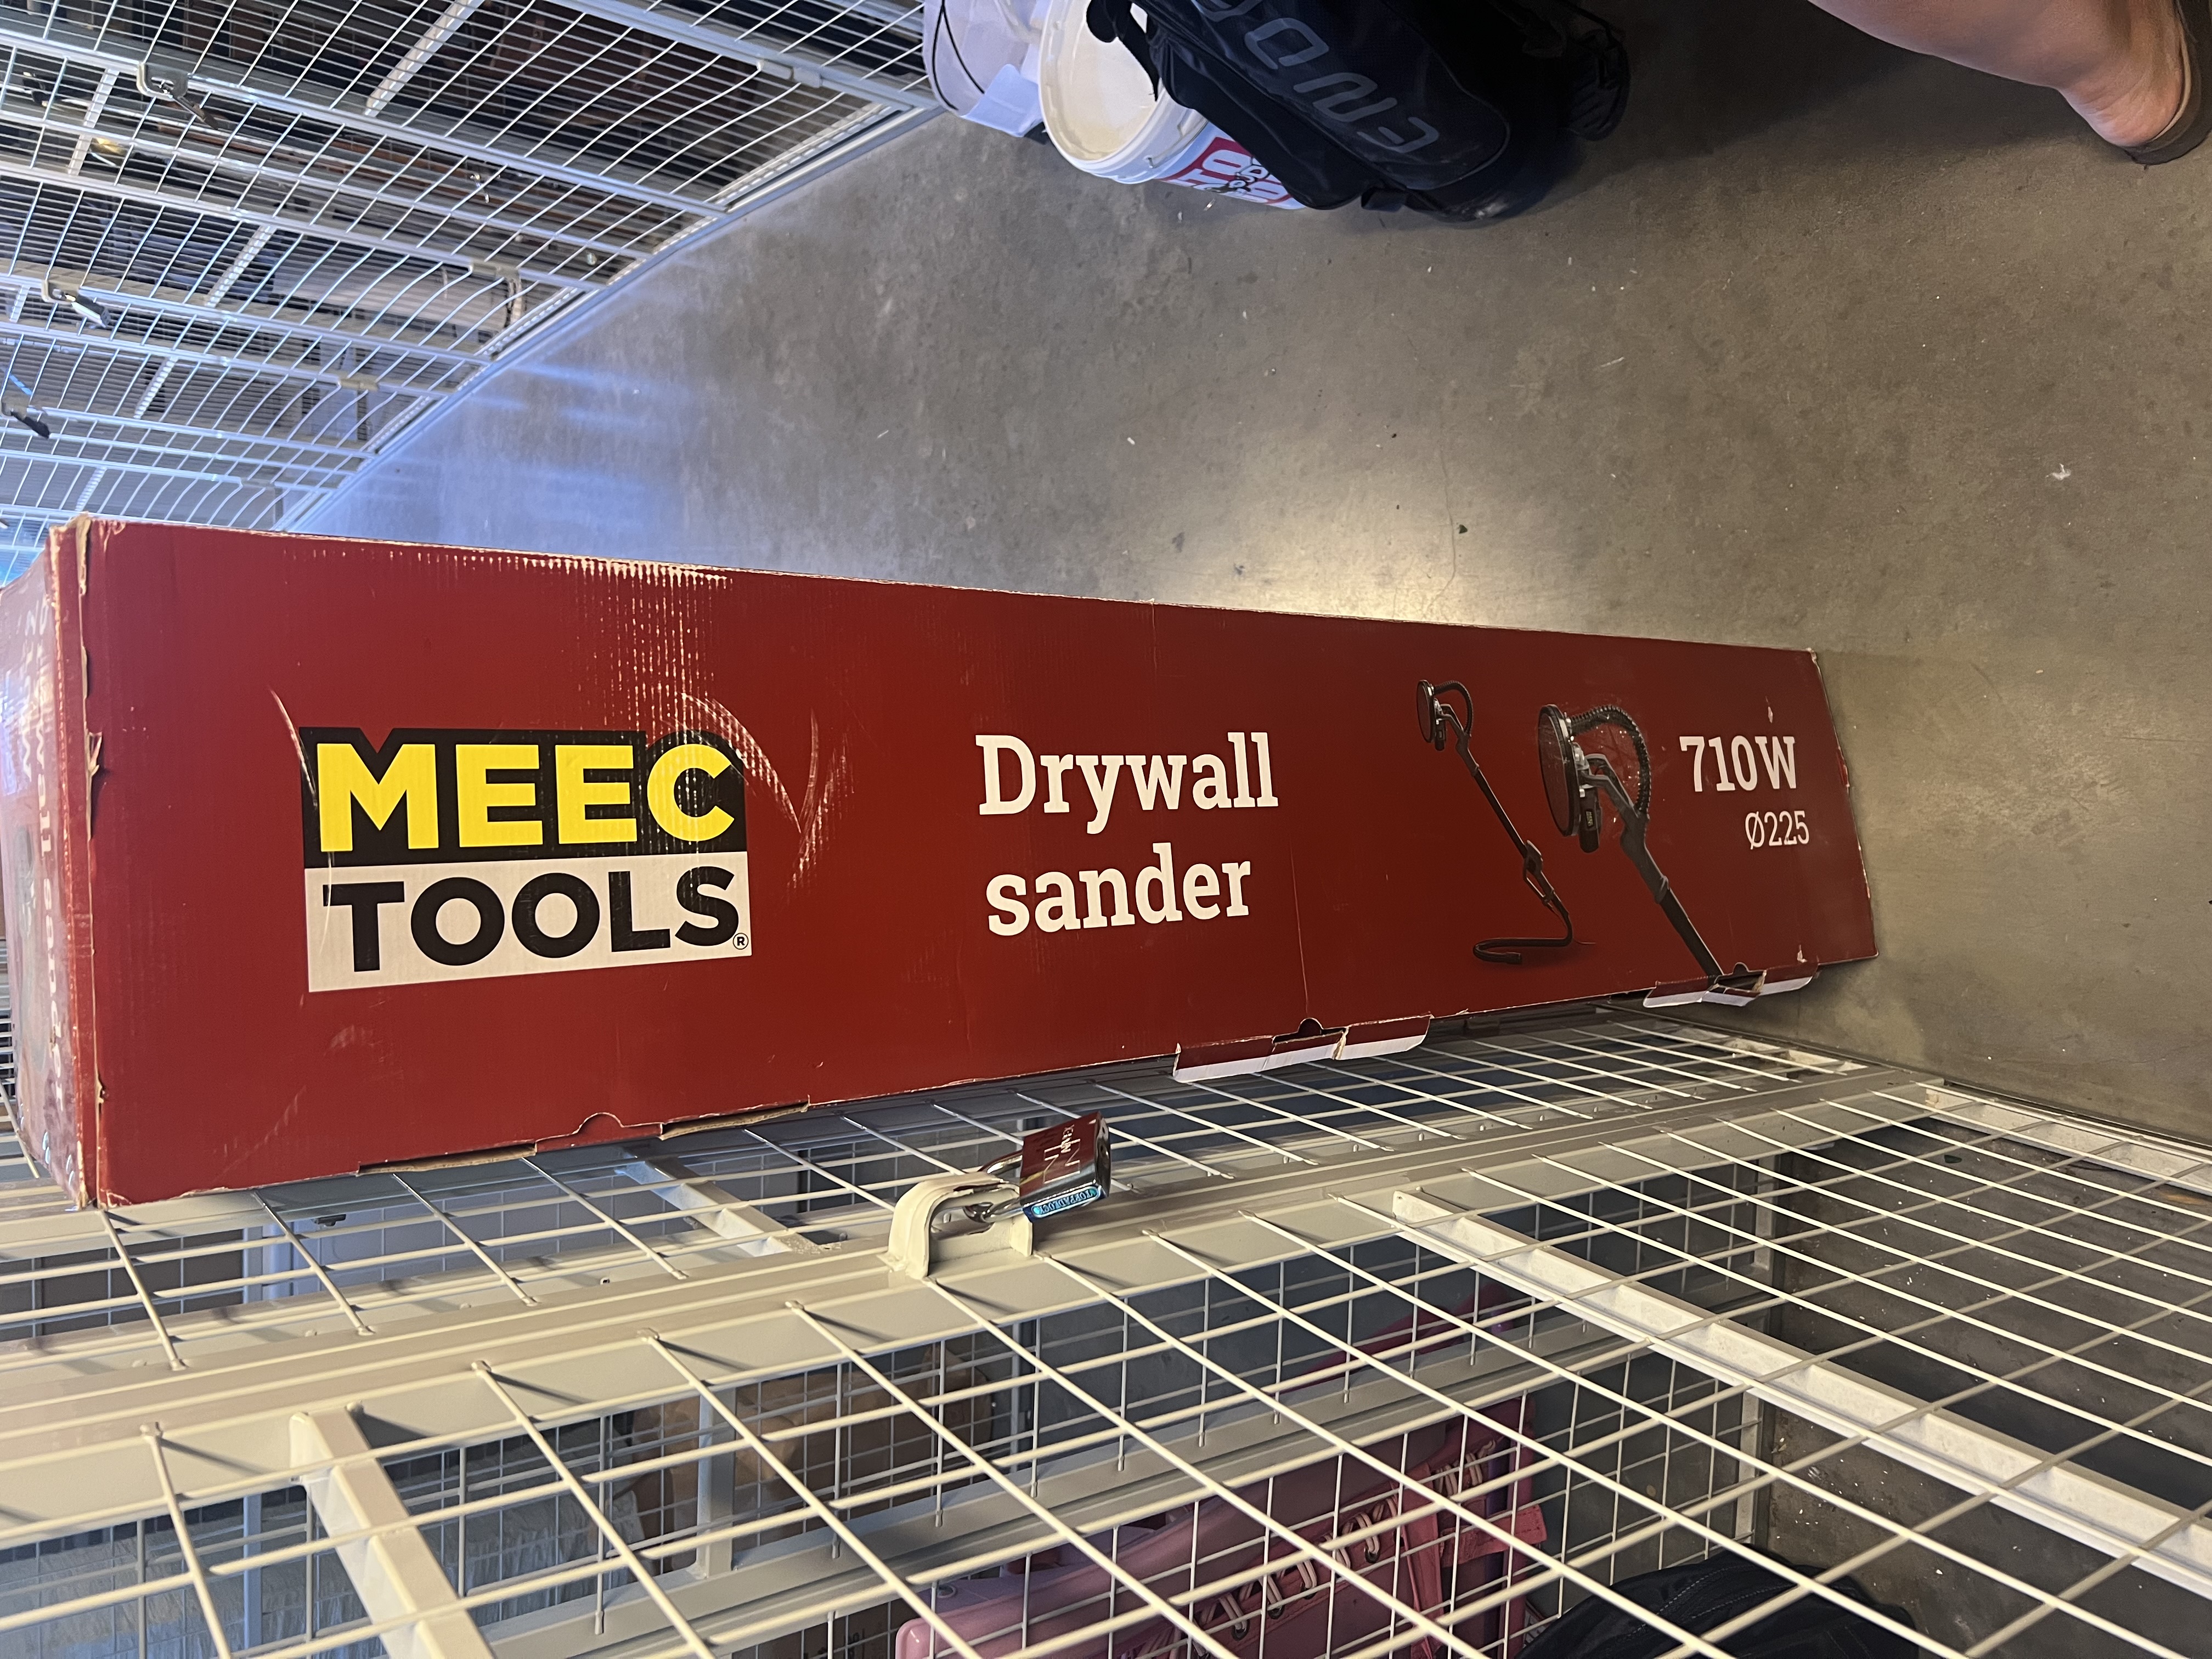 MEEC
TOOLS®
Drywall
sander
710W
Ø225